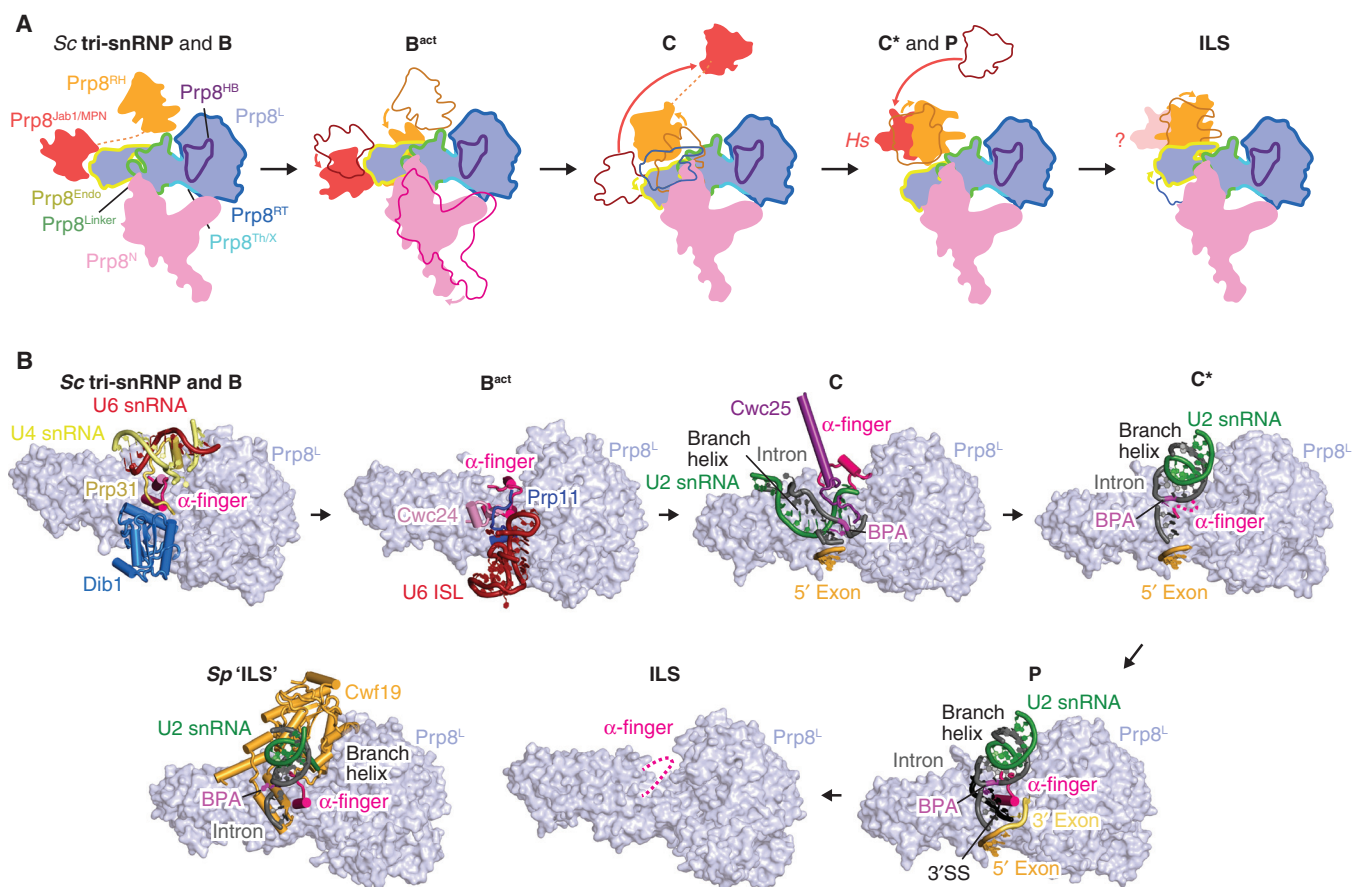 A
Sc tri-snRNP and B
Prp8^RH
Prp8^HB
Prp8^Jab1/MPN
Prp8^L
Prp8^Endo
Prp8^Linker
Prp8^RT
Prp8^Th/X
Prp8^N
B^act
C
C* and P
Hs
ILS
?
B
Sc tri-snRNP and B
U6 snRNA
U4 snRNA
Prp8^L
Prp31
α-finger
Dib1
B^act
α-finger
Prp11
Cwc24
U6 ISL
Prp8^L
C
Cwc25
α-finger
Branch
helix
Intron
U2 snRNA
Prp8^L
BPA
5′ Exon
C*
U2 snRNA
Branch
helix
Prp8^L
Intron
BPA
α-finger
5′ Exon
Sp ‘ILS’
Cwf19
U2 snRNA
Prp8^L
Branch
helix
BPA
α-finger
Intron
ILS
α-finger
Prp8^L
P
U2 snRNA
Branch
helix
Prp8^L
Intron
α-finger
BPA
3′ Exon
3′SS
5′ Exon